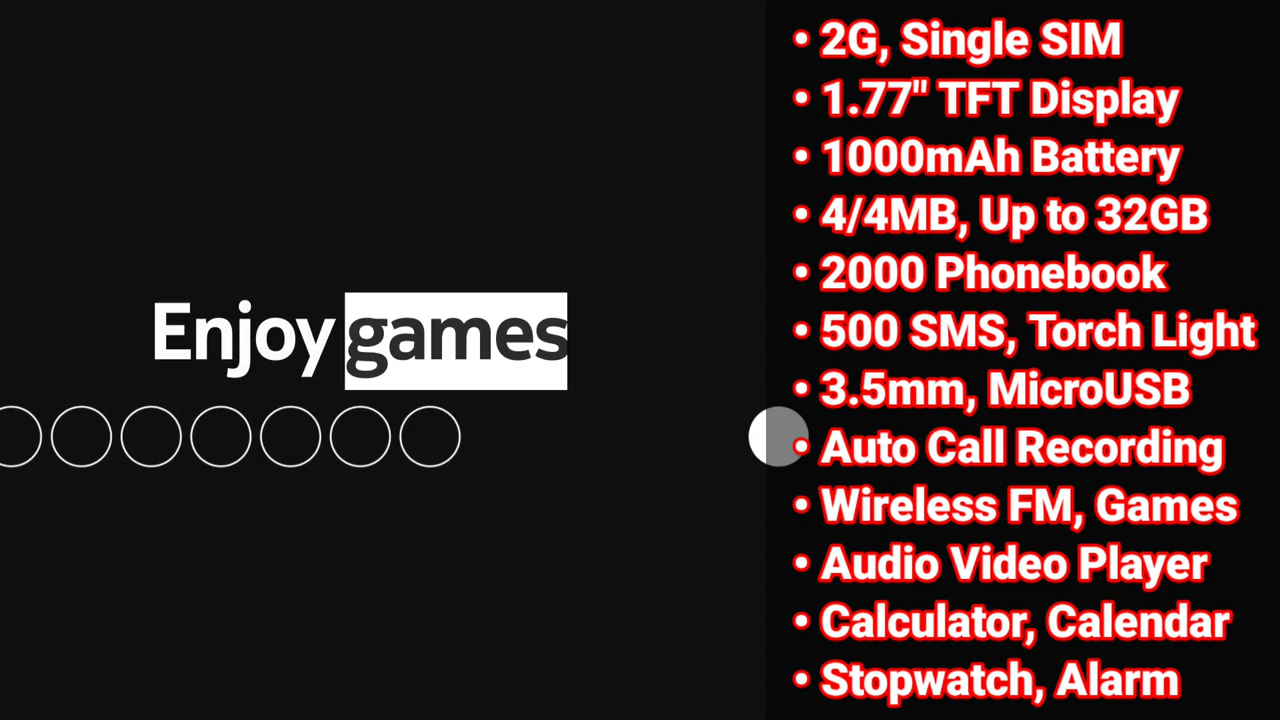 Enjoy games
• 2G, Single SIM
• 1.77" TFT Display
• 1000mAh Battery
• 4/4MB, Up to 32GB
• 2000 Phonebook
• 500 SMS, Torch Light
• 3.5mm, MicroUSB
• Auto Call Recording
• Wireless FM, Games
• Audio Video Player
• Calculator, Calendar
• Stopwatch, Alarm